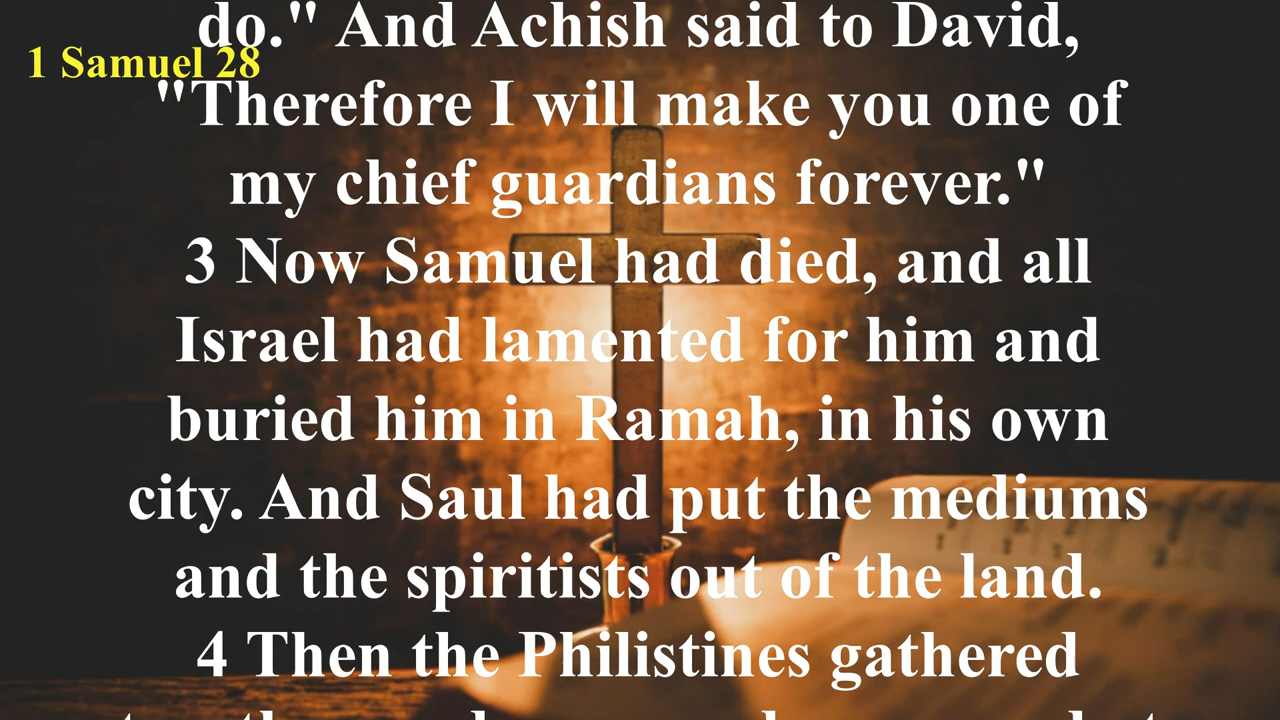 do." And Achish said to David,
1 Samuel 28
"Therefore I will make you one of
my chief guardians forever."
3 Now Samuel had died, and all
Israel had lamented for him and
buried him in Ramah, in his own
city. And Saul had put the mediums
and the spiritists out of the land.
4 Then the Philistines gathered